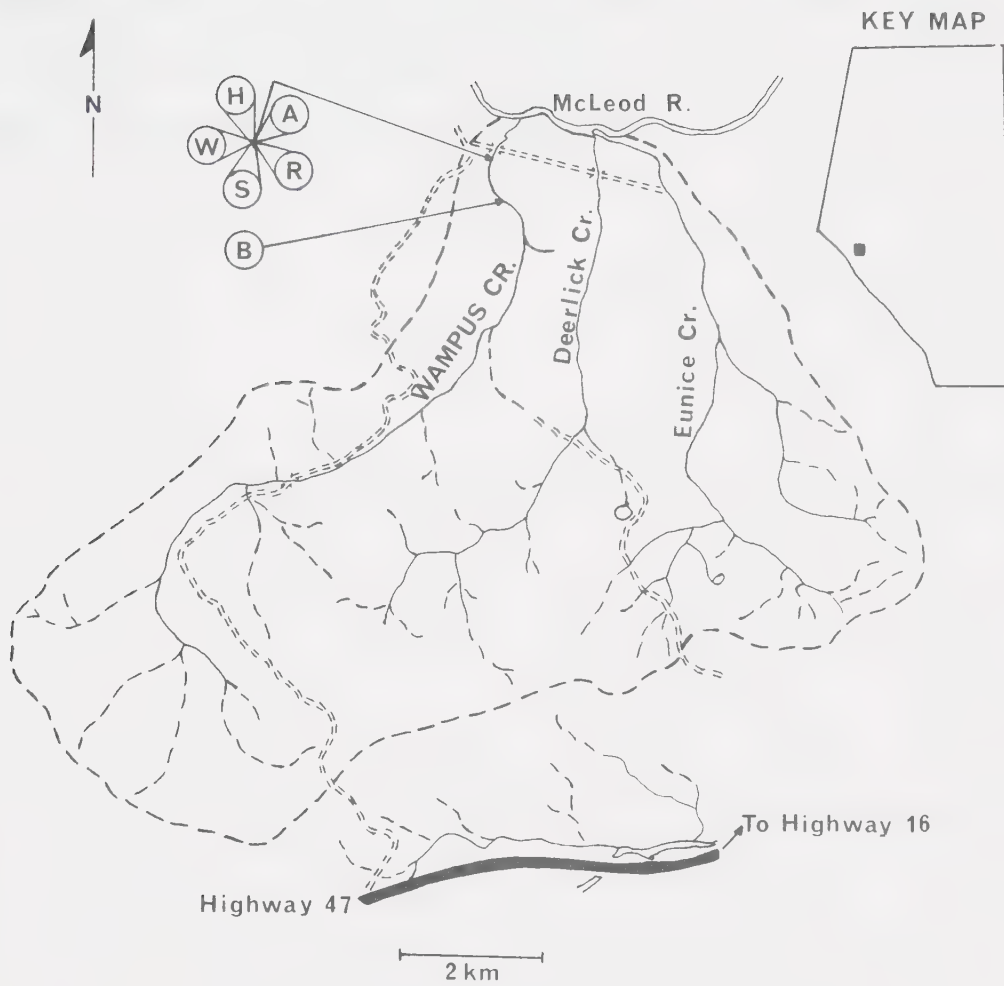 KEY MAP
N
H
A
W
R
S
B
McLeod R.
WAMPUS CR.
Deerlick Cr.
Eunice Cr.
To Highway 16
Highway 47
2 km